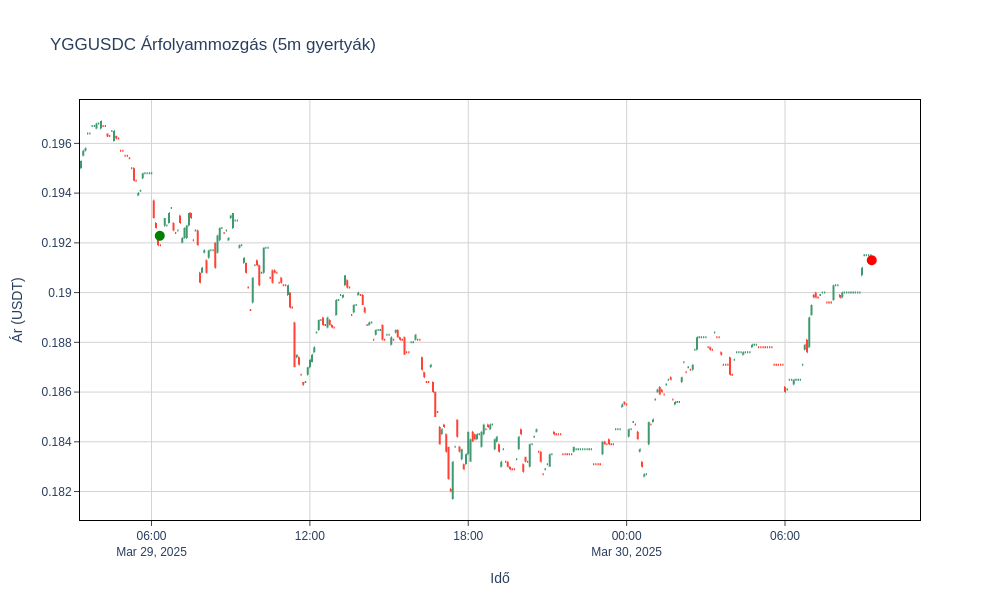 YGGUSDC Árfolyammozgás (5m gyertyák)
Ár (USDT)
0.196
0.194
0.192
0.19
0.188
0.186
0.184
0.182
06:00 12:00 18:00 00:00 06:00
Mar 29, 2025 Mar 30, 2025
Idő